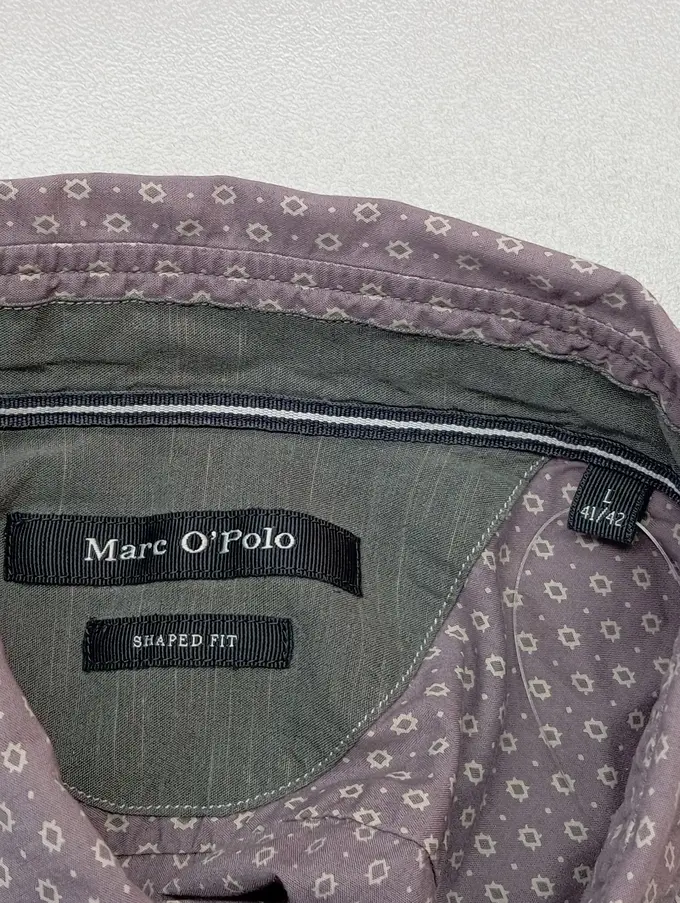 Marc O'Polo
SHAPED FIT
L
41/42